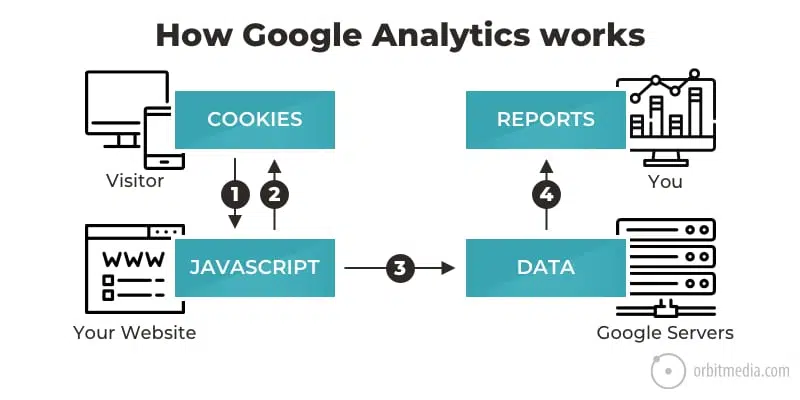 How Google Analytics works
COOKIES
Visitor
REPORTS
You
1
2
4
WWW
JAVASCRIPT
Your Website
3
DATA
Google Servers
orbitmedia.com